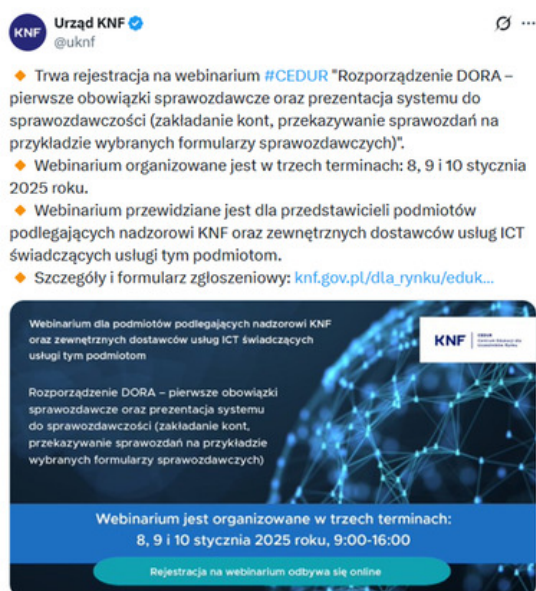 Urząd KNF
@uknf
Trwa rejestracja na webinarium #CEDUR "Rozporządzenie DORA –
pierwsze obowiązki sprawozdawcze oraz prezentacja systemu do
sprawozdawczości (zakładanie kont, przekazywanie sprawozdań na
przykładzie wybranych formularzy sprawozdawczych)".
Webinarium organizowane jest w trzech terminach: 8, 9 i 10 stycznia
2025 roku.
Webinarium przewidziane jest dla przedstawicieli podmiotów
podlegających nadzorowi KNF oraz zewnętrznych dostawców usług ICT
świadczących usługi tym podmiotom.
Szczegóły i formularz zgłoszeniowy: knf.gov.pl/dla_rynku/eduk...
Webinarium dla podmiotów podlegających nadzorowi KNF
oraz zewnętrznych dostawców usług ICT świadczących
usługi tym podmiotom
KNF
CEDUR
Centrum Edukacji dla
Uczestników Rynku
Rozporządzenie DORA – pierwsze obowiązki
sprawozdawcze oraz prezentacja systemu
do sprawozdawczości (zakładanie kont,
przekazywanie sprawozdań na przykładzie
wybranych formularzy sprawozdawczych)
Webinarium jest organizowane w trzech terminach:
8, 9 i 10 stycznia 2025 roku, 9:00-16:00
Rejestracja na webinarium odbywa się online